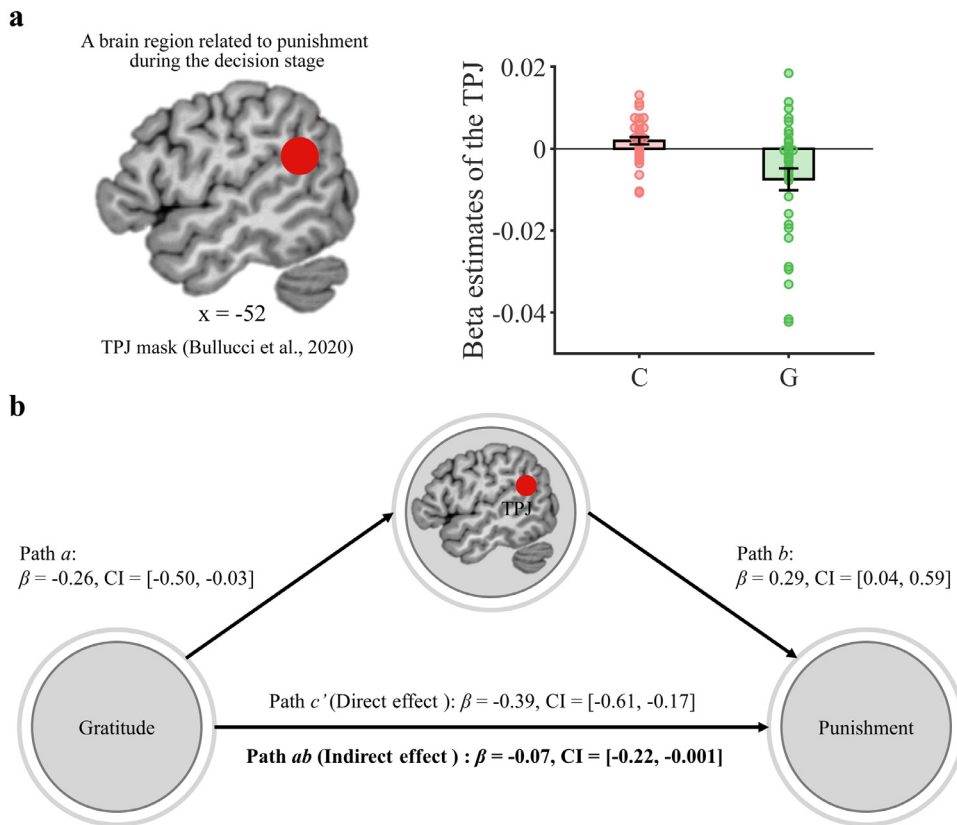 a
A brain region related to punishment
during the decision stage
x = -52
TPJ mask (Bullucci et al., 2020)
Beta estimates of the TPJ
0.02
0
-0.02
-0.04
C
G
b
TPJ
Path a:
β = -0.26, CI = [-0.50, -0.03]
Path b:
β = 0.29, CI = [0.04, 0.59]
Gratitude
Path c’ (Direct effect ): β = -0.39, CI = [-0.61, -0.17]
Path ab (Indirect effect ) : β = -0.07, CI = [-0.22, -0.001]
Punishment